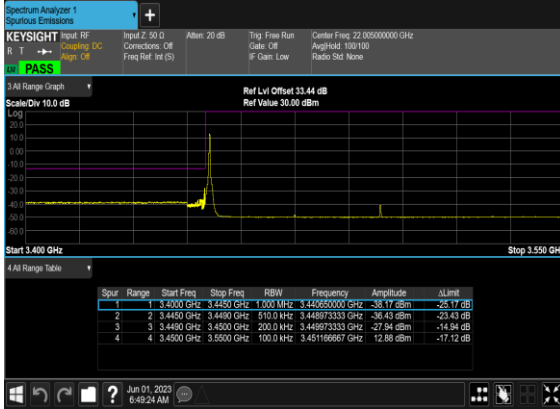 Spectrum Analyzer 1
Spurious Emissions
+
KEYSIGHT Input: RF Input Z: 50 Ω Atten: 20 dB Trig: Free Run Center Freq: 22.005000000 GHz
R T Coupling: DC Corrections: Off Gate: Off Avg|Hold: 100/100
Align: Off Freq Ref: Int (S) IF Gain: Low Radio Std: None
PASS
3 All Range Graph
Ref Lvl Offset 33.44 dB
Scale/Div 10.0 dB Ref Value 30.00 dBm
Log
20.0
10.0
0.00
-10.0
-20.0
-30.0
-40.0
-50.0
-60.0
Start 3.400 GHz Stop 3.550 GH
4 All Range Table
Spur Range Start Freq Stop Freq RBW Frequency Amplitude ΔLimit
1 1 3.4000 GHz 3.4450 GHz 1.000 MHz 3.440650000 GHz -38.17 dBm -25.17 dB
2 2 3.4450 GHz 3.4490 GHz 510.0 kHz 3.448973333 GHz -36.43 dBm -23.43 dB
3 3 3.4490 GHz 3.4500 GHz 200.0 kHz 3.449973333 GHz -27.94 dBm -14.94 dB
4 4 3.4500 GHz 3.5500 GHz 100.0 kHz 3.451166667 GHz 12.88 dBm -17.12 dB
? Jun 01, 2023
6:49:24 AM